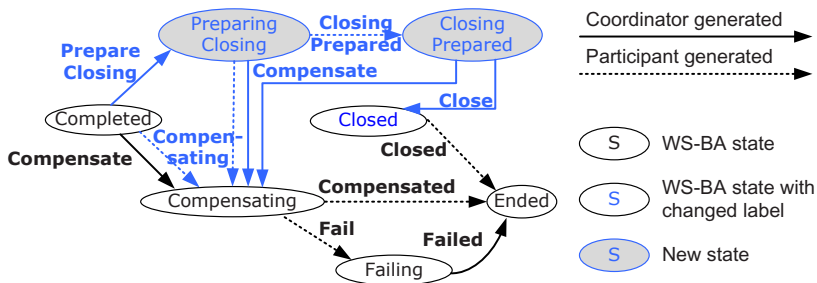 Preparing
Closing
Closing
Prepared
Closing
Prepared
Prepare
Closing
Compensate
Close
Completed
Compen-
sating
Closed
Compensate
Closed
Compensating
Compensated
Ended
Fail
Failed
Failing
Coordinator generated
Participant generated
S
WS-BA state
S
WS-BA state with
changed label
S
New state